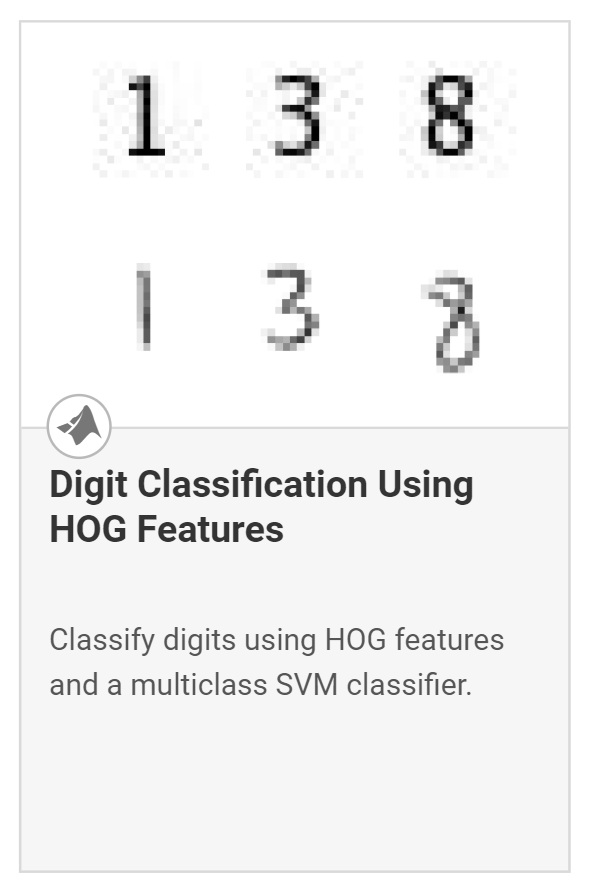 1 3 8
1 3 8
Digit Classification Using
HOG Features
Classify digits using HOG features
and a multiclass SVM classifier.